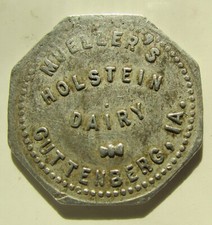 MUELLER'S
HOLSTEIN
DAIRY
GUTTENBERG, IA.